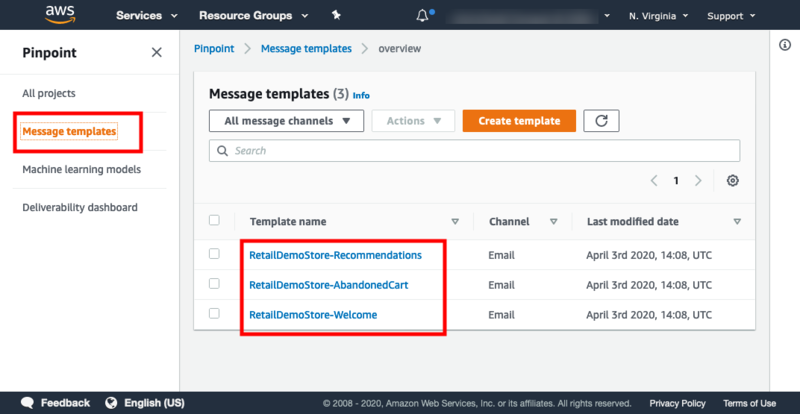 aws Services Resource Groups N. Virginia Support
Pinpoint
All projects
Message templates
Machine learning models
Deliverability dashboard
Pinpoint Message templates overview
Message templates (3) Info
All message channels Actions Create template
Search
1
Template name Channel Last modified date
RetailDemoStore-Recommendations Email April 3rd 2020, 14:08, UTC
RetailDemoStore-AbandonedCart Email April 3rd 2020, 14:08, UTC
RetailDemoStore-Welcome Email April 3rd 2020, 14:08, UTC
Feedback English (US) © 2008 - 2020, Amazon Web Services, Inc. or its affiliates. All rights reserved. Privacy Policy Terms of Use